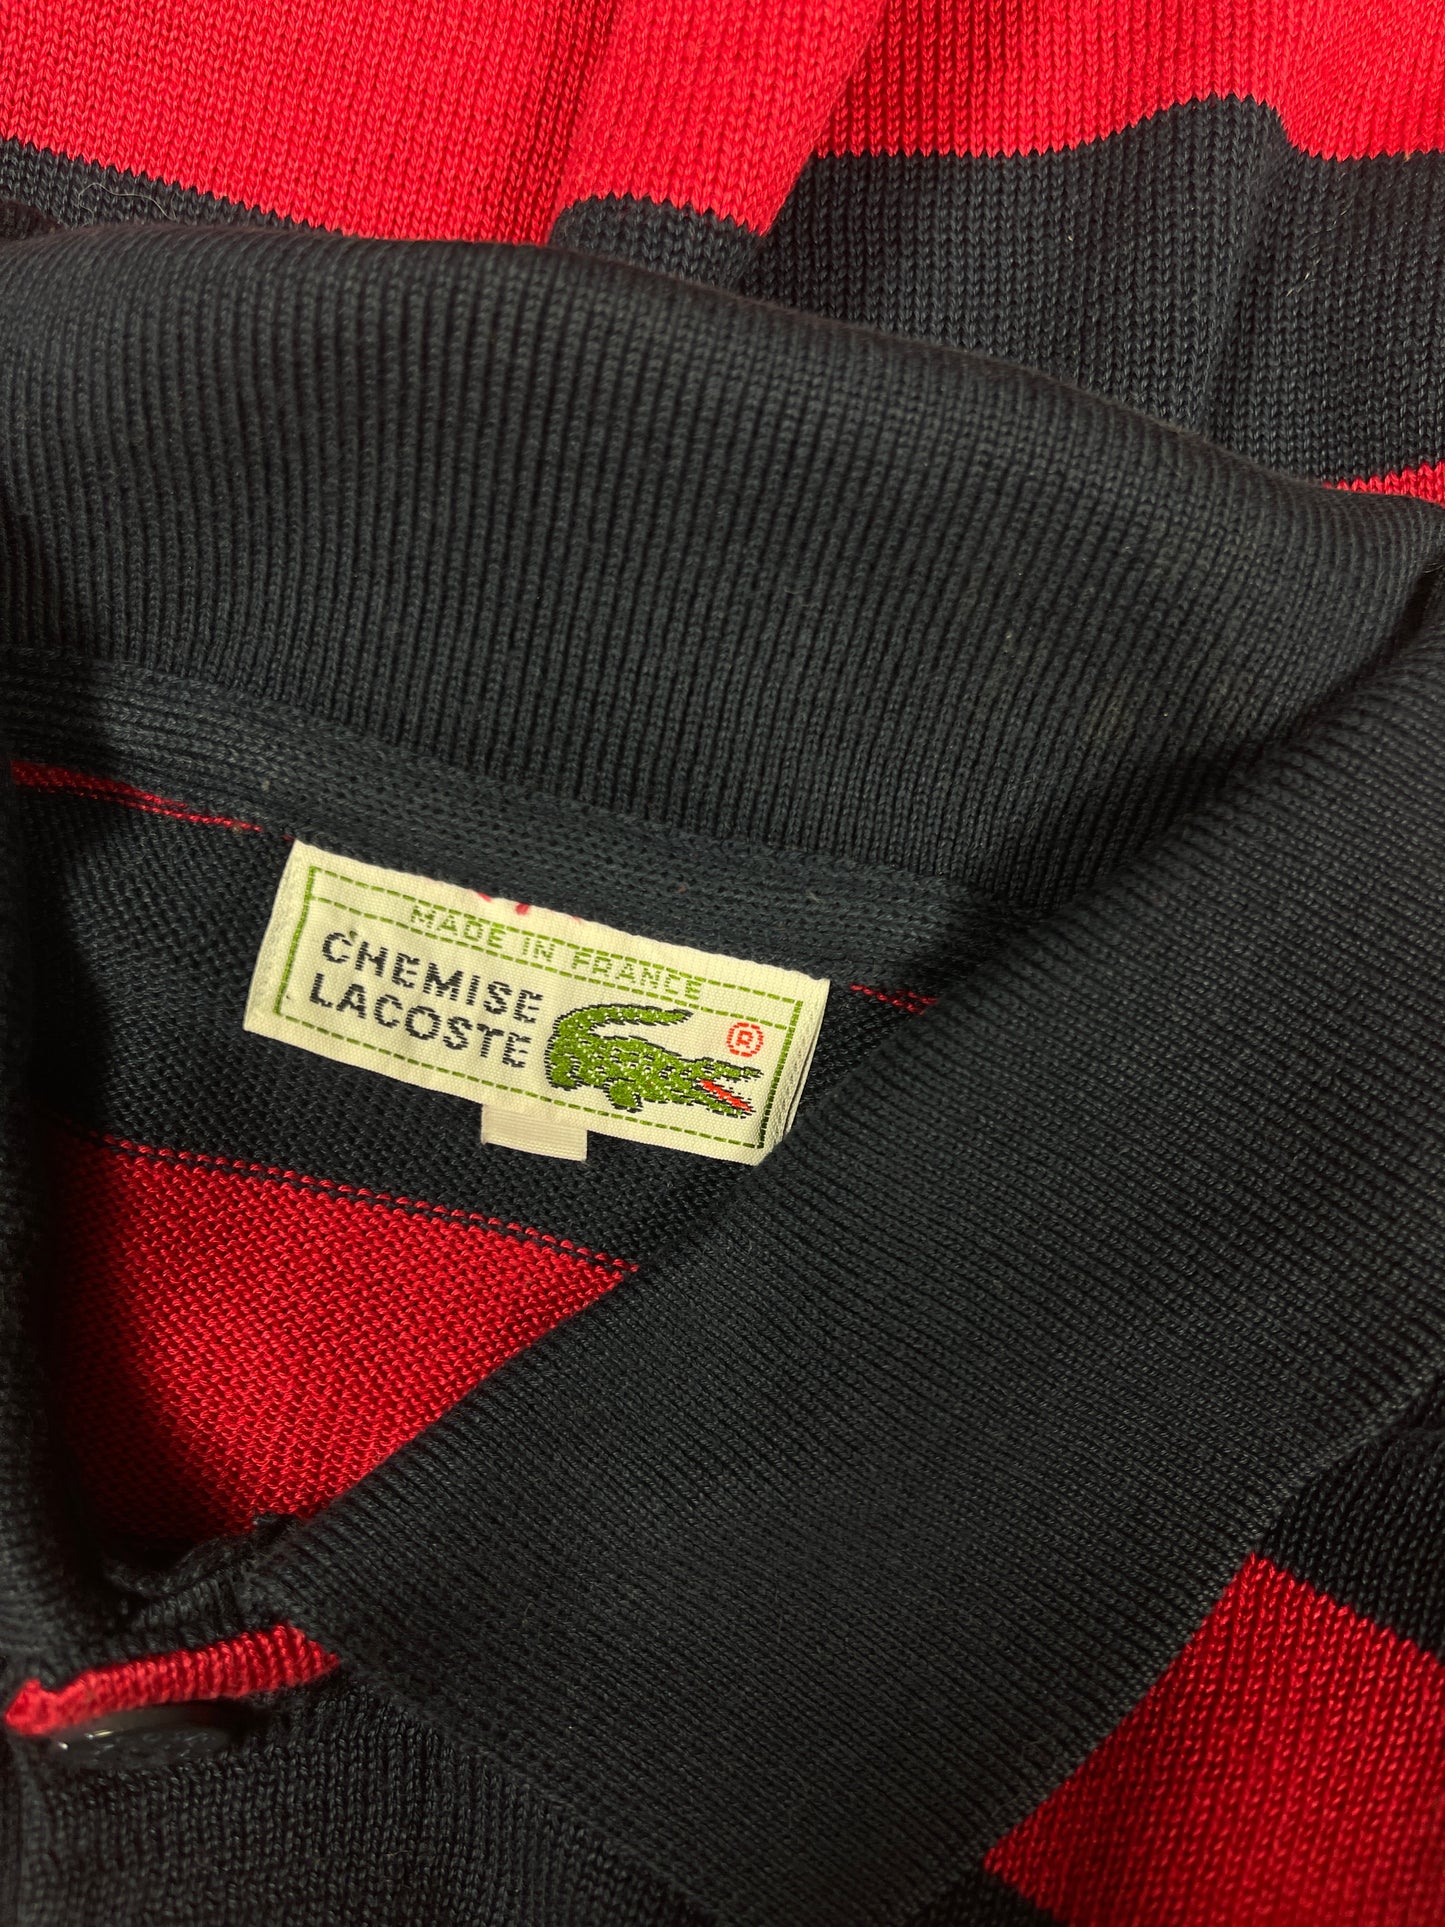 MADE IN FRANCE
CHEMISE
LACOSTE
®